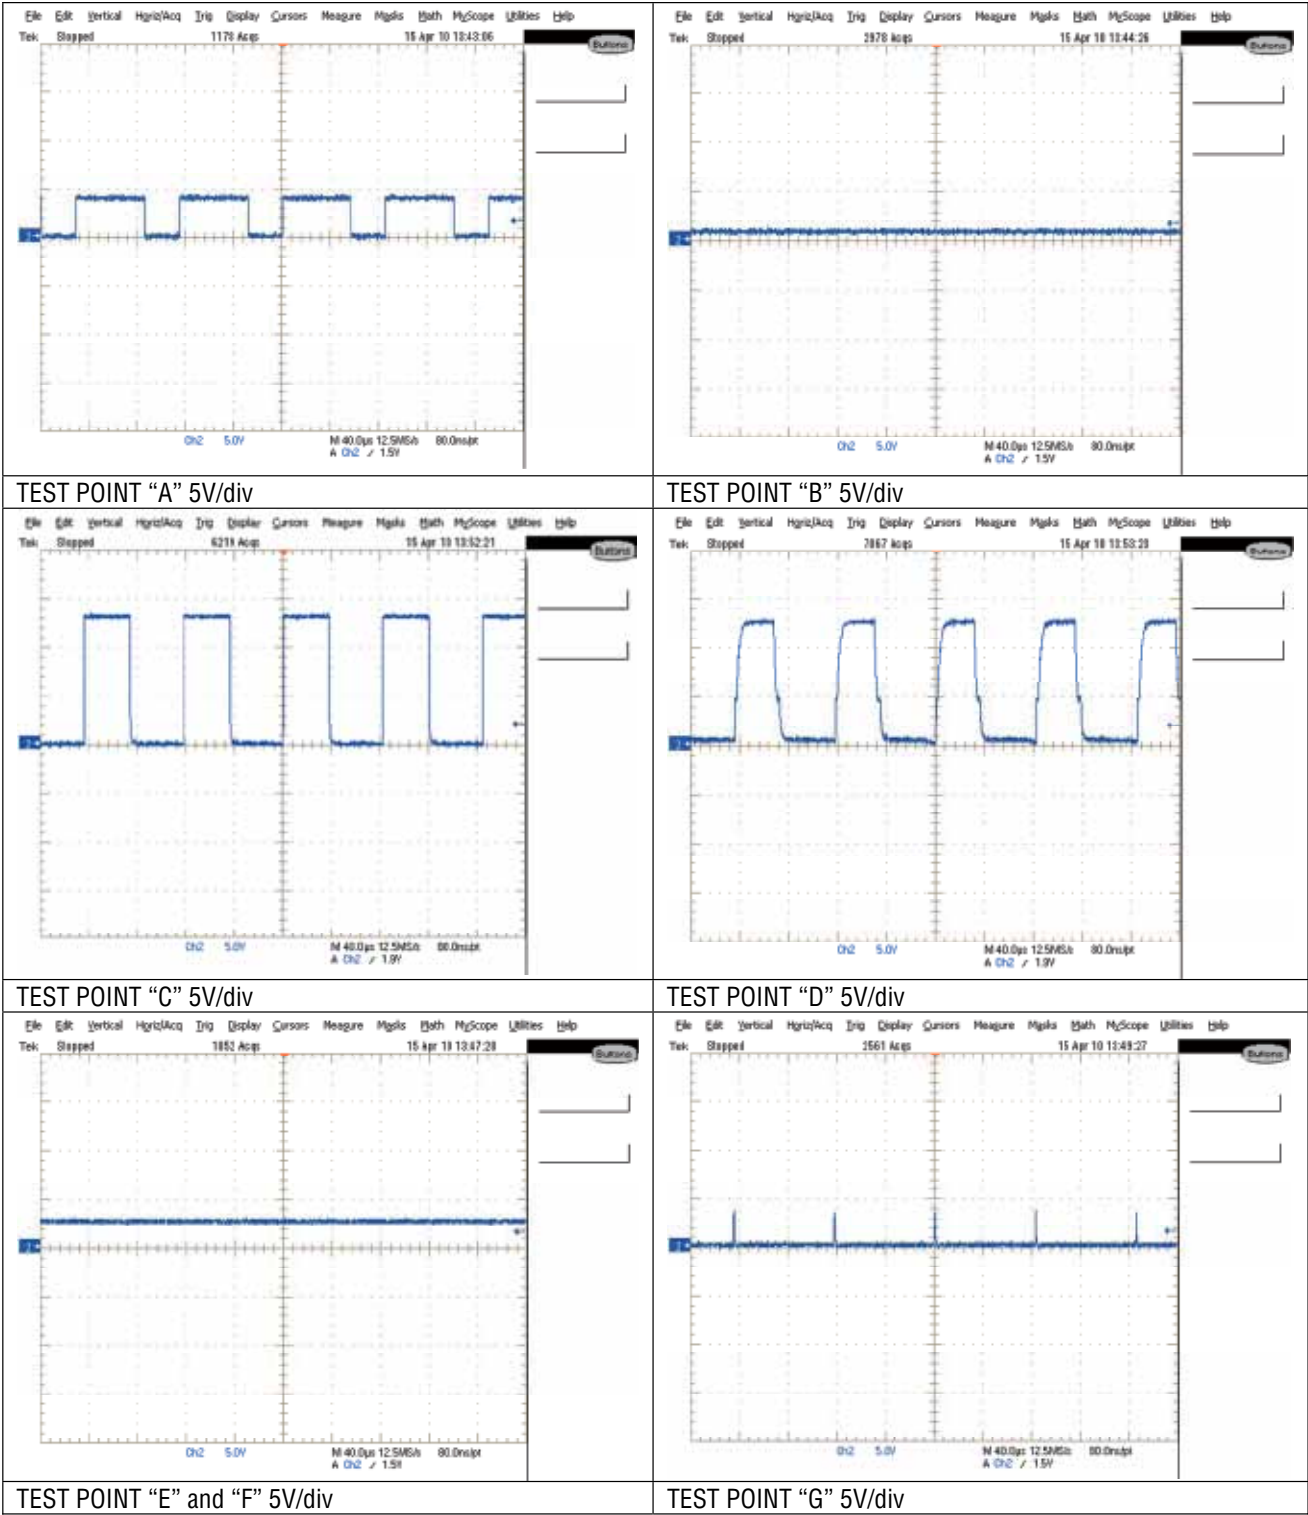 File Edit Vertical Horiz/Acq Trig Display Cursors Measure Masks Math MyScope Utilities Help
Tek Stopped 1178 Acqs 15 Apr 10 13:43:06
Buttons
Ch2 5.0V M 40.0µs 12.5MS/s 80.0ns/pt
A Ch2 / 1.5V
File Edit Vertical Horiz/Acq Trig Display Cursors Measure Masks Math MyScope Utilities Help
Tek Stopped 2978 Acqs 15 Apr 10 13:44:26
Buttons
Ch2 5.0V M 40.0µs 12.5MS/s 80.0ns/pt
A Ch2 / 1.5V
TEST POINT “A” 5V/div
TEST POINT “B” 5V/div
File Edit Vertical Horiz/Acq Trig Display Cursors Measure Masks Math MyScope Utilities Help
Tek Stopped Acqs 15 Apr 10 13:52:21
Buttons
Ch2 5.0V M 40.0µs 12.5MS/s 80.0ns/pt
A Ch2 / 1.9V
File Edit Vertical Horiz/Acq Trig Display Cursors Measure Masks Math MyScope Utilities Help
Tek Stopped 7867 Acqs 15 Apr 10
Buttons
Ch2 5.0V M 40.0µs 12.5MS/s 80.0ns/pt
A Ch2 / 1.9V
TEST POINT “C” 5V/div
TEST POINT “D” 5V/div
File Edit Vertical Horiz/Acq Trig Display Cursors Measure Masks Math MyScope Utilities Help
Tek Stopped 1852 Acqs 15 Apr 10 13:47:28
Buttons
Ch2 5.0V M 40.0µs 12.5MS/s 80.0ns/pt
A Ch2 / 1.5V
File Edit Vertical Horiz/Acq Trig Display Cursors Measure Masks Math MyScope Utilities Help
Tek Stopped 2561 Acqs 15 Apr 10 13:49:27
Buttons
Ch2 5.0V M 40.0µs 12.5MS/s 80.0ns/pt
A Ch2 / 1.5V
TEST POINT “E” and “F” 5V/div
TEST POINT “G” 5V/div